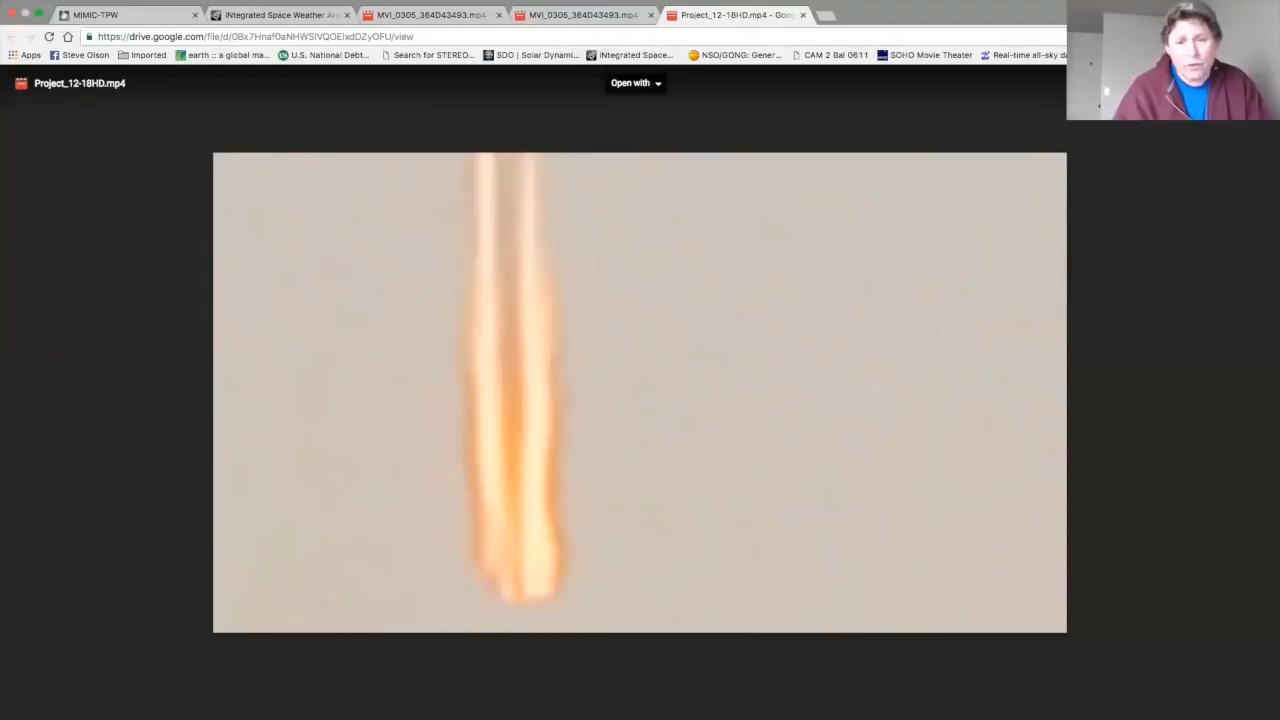 MIMIC-TPW
iNtegrated Space Weather An
MVI_0305_364D43493.mp4 -
MVI_0305_364D43493.mp4
Project_12-18HD.mp4 - Goog
https://drive.google.com/file/d/0Bx7Hnaf0aNHWSlVQOElxdDZyOFU/view
Apps
Steve Olson
Imported
earth :: a global ma...
U.S. National Debt...
Search for STEREO...
SDO | Solar Dynami...
iNtegrated Space...
NSO/GONG: Gener...
CAM 2 Bal 0611
SOHO Movie Theater
Real-time all-sky da
Project_12-18HD.mp4
Open with